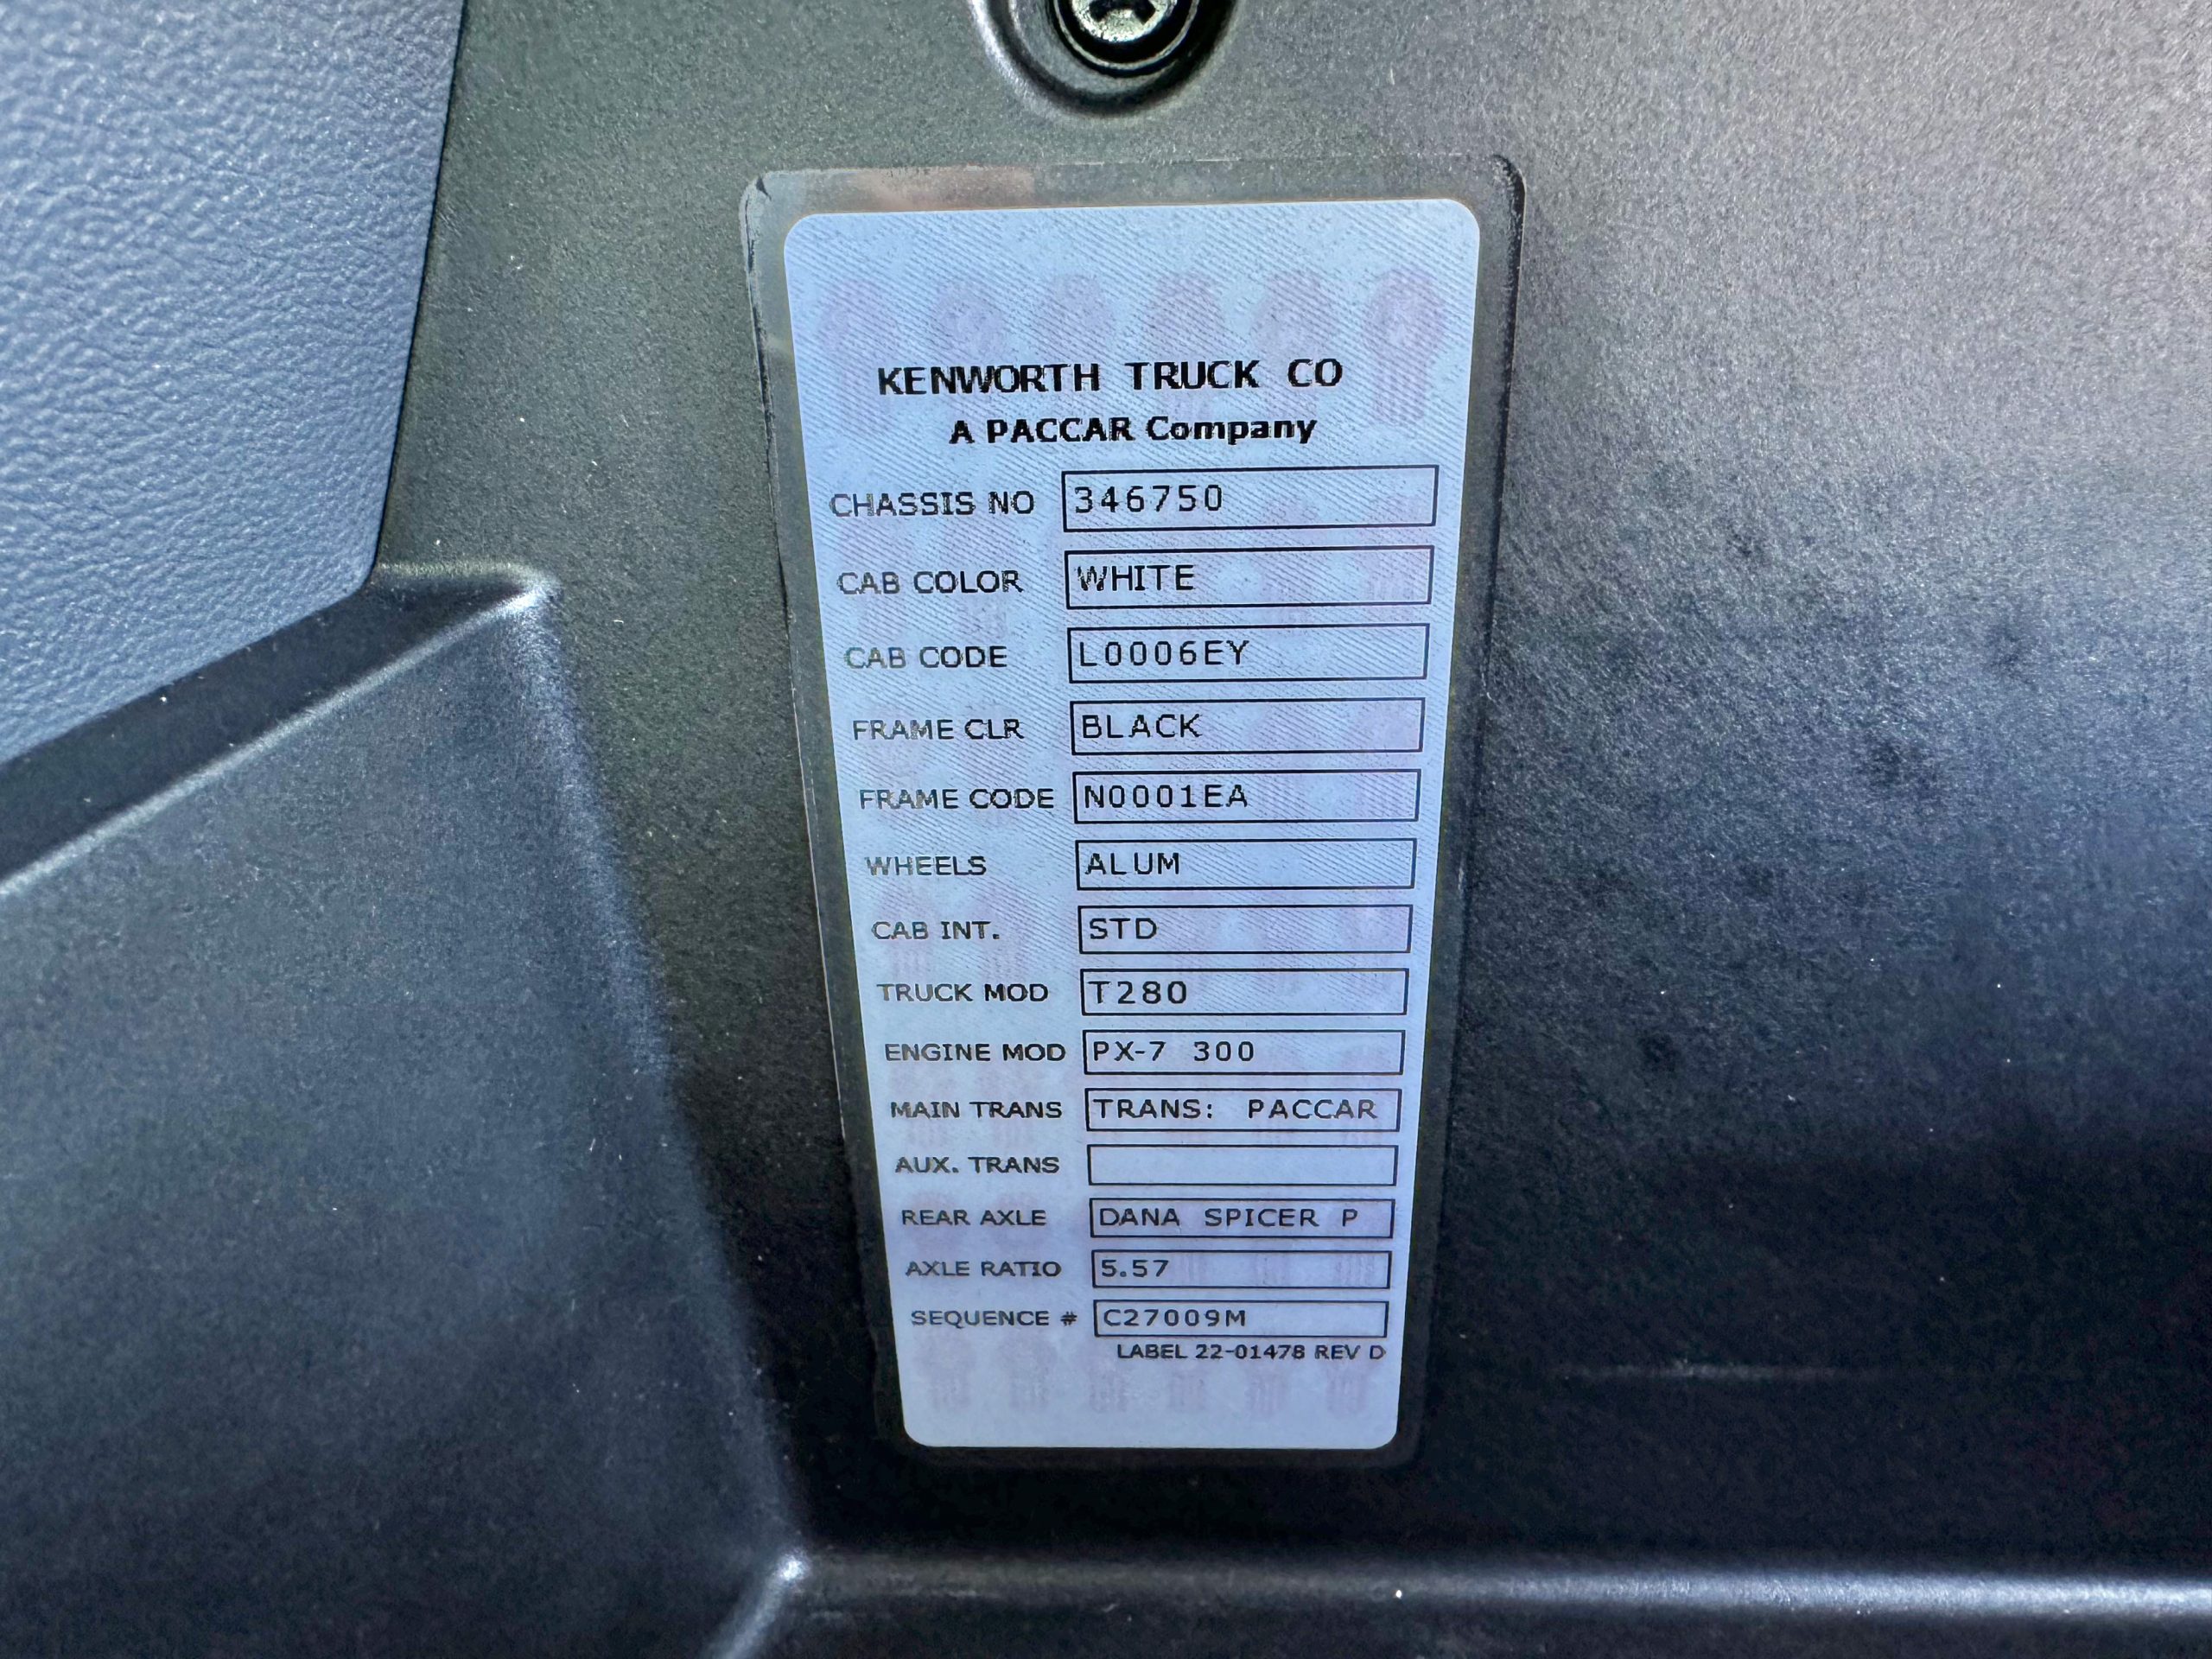 KENWORTH TRUCK CO
A PACCAR Company
CHASSIS NO 346750
CAB COLOR WHITE
CAB CODE L0006EY
FRAME CLR BLACK
FRAME CODE N0001EA
WHEELS ALUM
CAB INT. STD
TRUCK MOD T280
ENGINE MOD PX-7 300
MAIN TRANS TRANS: PACCAR
AUX. TRANS
REAR AXLE DANA SPICER P
AXLE RATIO 5.57
SEQUENCE # C27009M
LABEL 22-01478 REV D